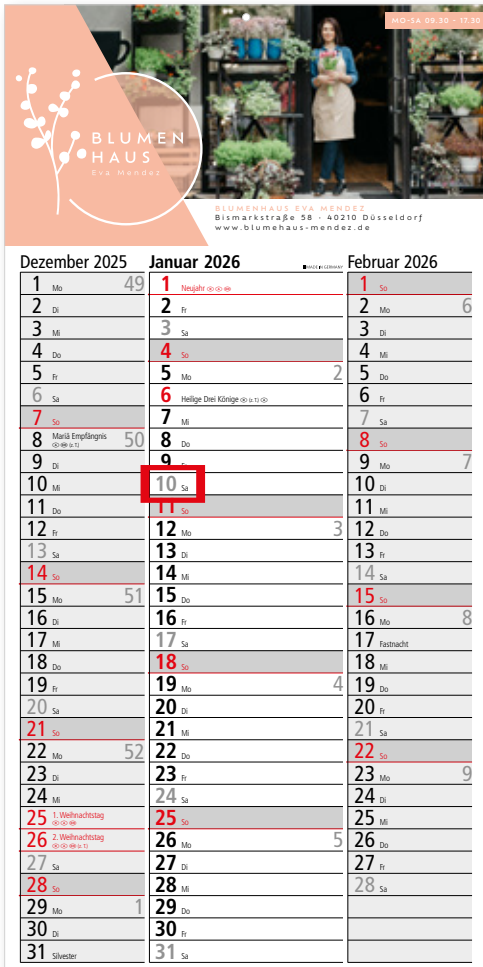 MO-SA 09.30 - 17.30
BLUMEN
HAUS
Eva Mendez
BLUMENHAUS EVA MENDEZ
Bismarkstraße 58 - 40210 Düsseldorf
www.blumehaus-mendez.de
Dezember 2025
1 Mo 49
2 Di
3 Mi
4 Do
5 Fr
6 Sa
7 So
8 Mariä Empfängnis 50
9 Di
10 Mi
11 Do
12 Fr
13 Sa
14 So
15 Mo 51
16 Di
17 Mi
18 Do
19 Fr
20 Sa
21 So
22 Mo 52
23 Di
24 Mi
25 1. Weihnachtstag
26 2. Weihnachtstag
27 Sa
28 So
29 Mo 1
30 Di
31 Silvester
Januar 2026
MADE IN GERMANY
1 Neujahr
2 Fr
3 Sa
4 So
5 Mo 2
6 Heilige Drei Könige
7 Mi
8 Do
9 Fr
10 Sa
11 So
12 Mo 3
13 Di
14 Mi
15 Do
16 Fr
17 Sa
18 So
19 Mo 4
20 Di
21 Mi
22 Do
23 Fr
24 Sa
25 So
26 Mo 5
27 Di
28 Mi
29 Do
30 Fr
31 Sa
Februar 2026
1 So
2 Mo 6
3 Di
4 Mi
5 Do
6 Fr
7 Sa
8 So
9 Mo 7
10 Di
11 Mi
12 Do
13 Fr
14 Sa
15 So
16 Mo 8
17 Fastnacht
18 Mi
19 Do
20 Fr
21 Sa
22 So
23 Mo 9
24 Di
25 Mi
26 Do
27 Fr
28 Sa